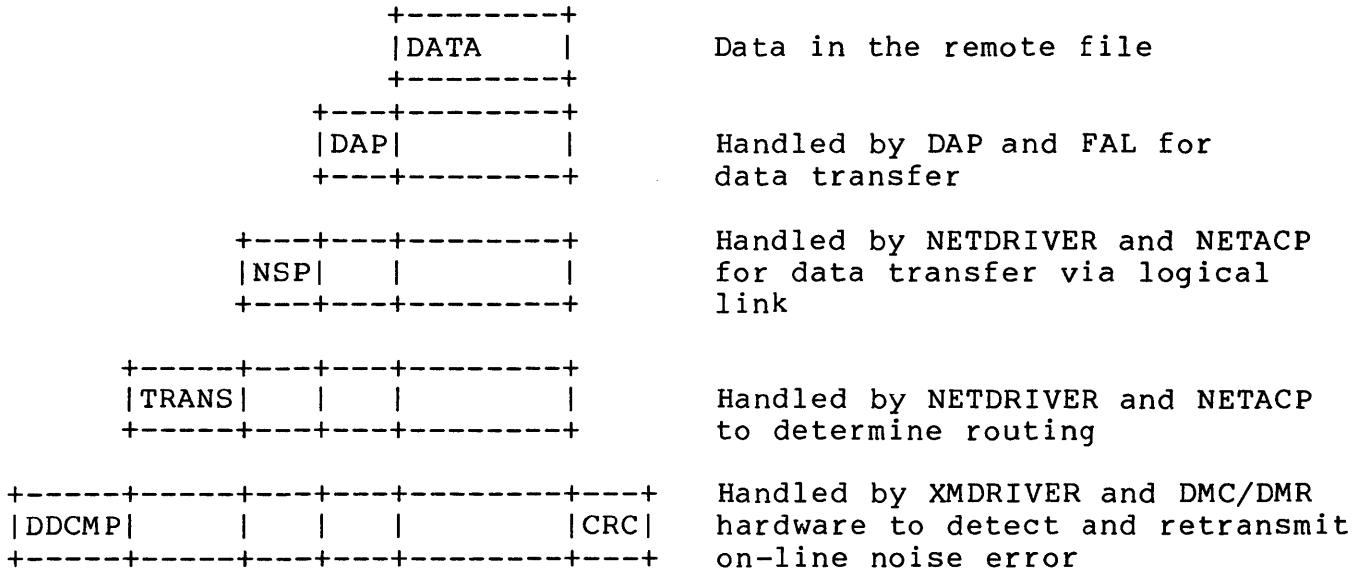 DATA Data in the remote file
DAP Handled by DAP and FAL for
data transfer
Handled by NETDRIVER and NETACP
NSP for data transfer via logical
link
TRANS Handled by NETDRIVER and NETACP
to determine routing
Handled by XMDRIVER and DMC/DMR
DDCMP CRC hardware to detect and retransmit
on-line noise error